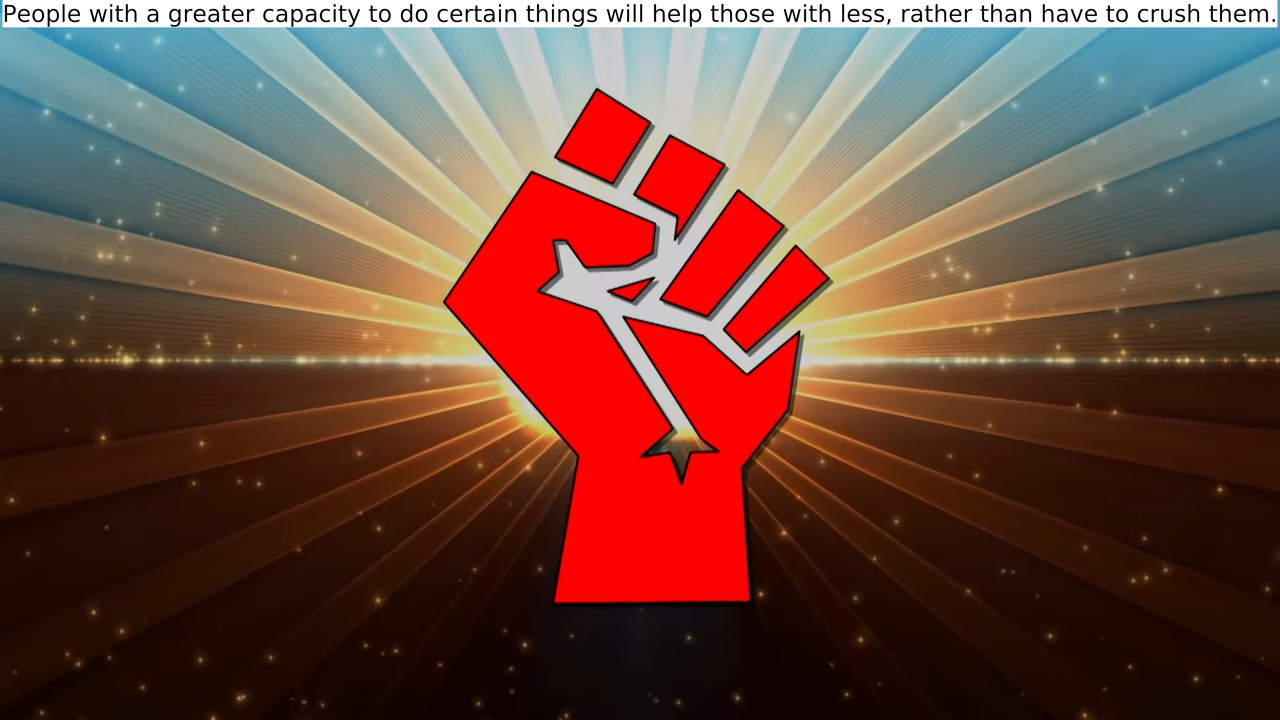 People with a greater capacity to do certain things will help those with less, rather than have to crush them.